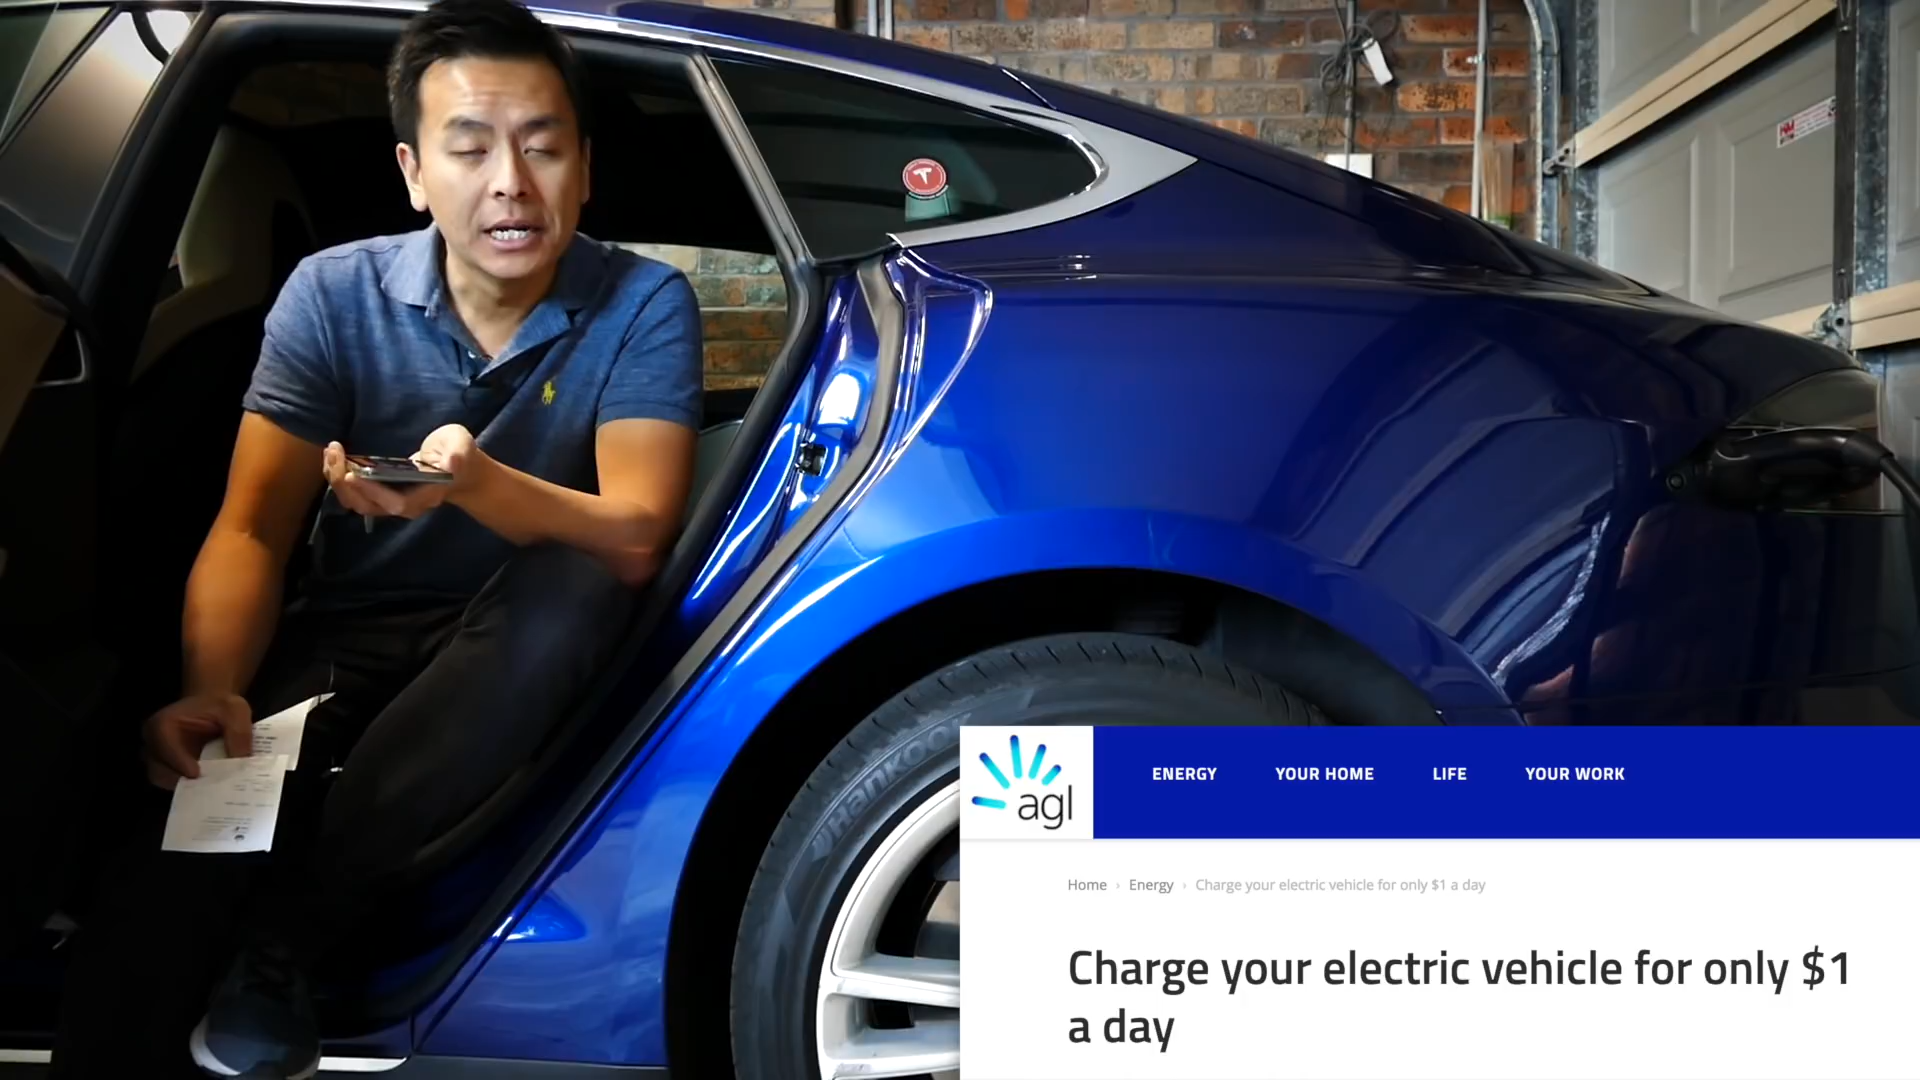 Hankoo
agl
ENERGY
YOUR HOME
LIFE
YOUR WORK
Home › Energy › Charge your electric vehicle for only $1 a day
Charge your electric vehicle for only $1
a day